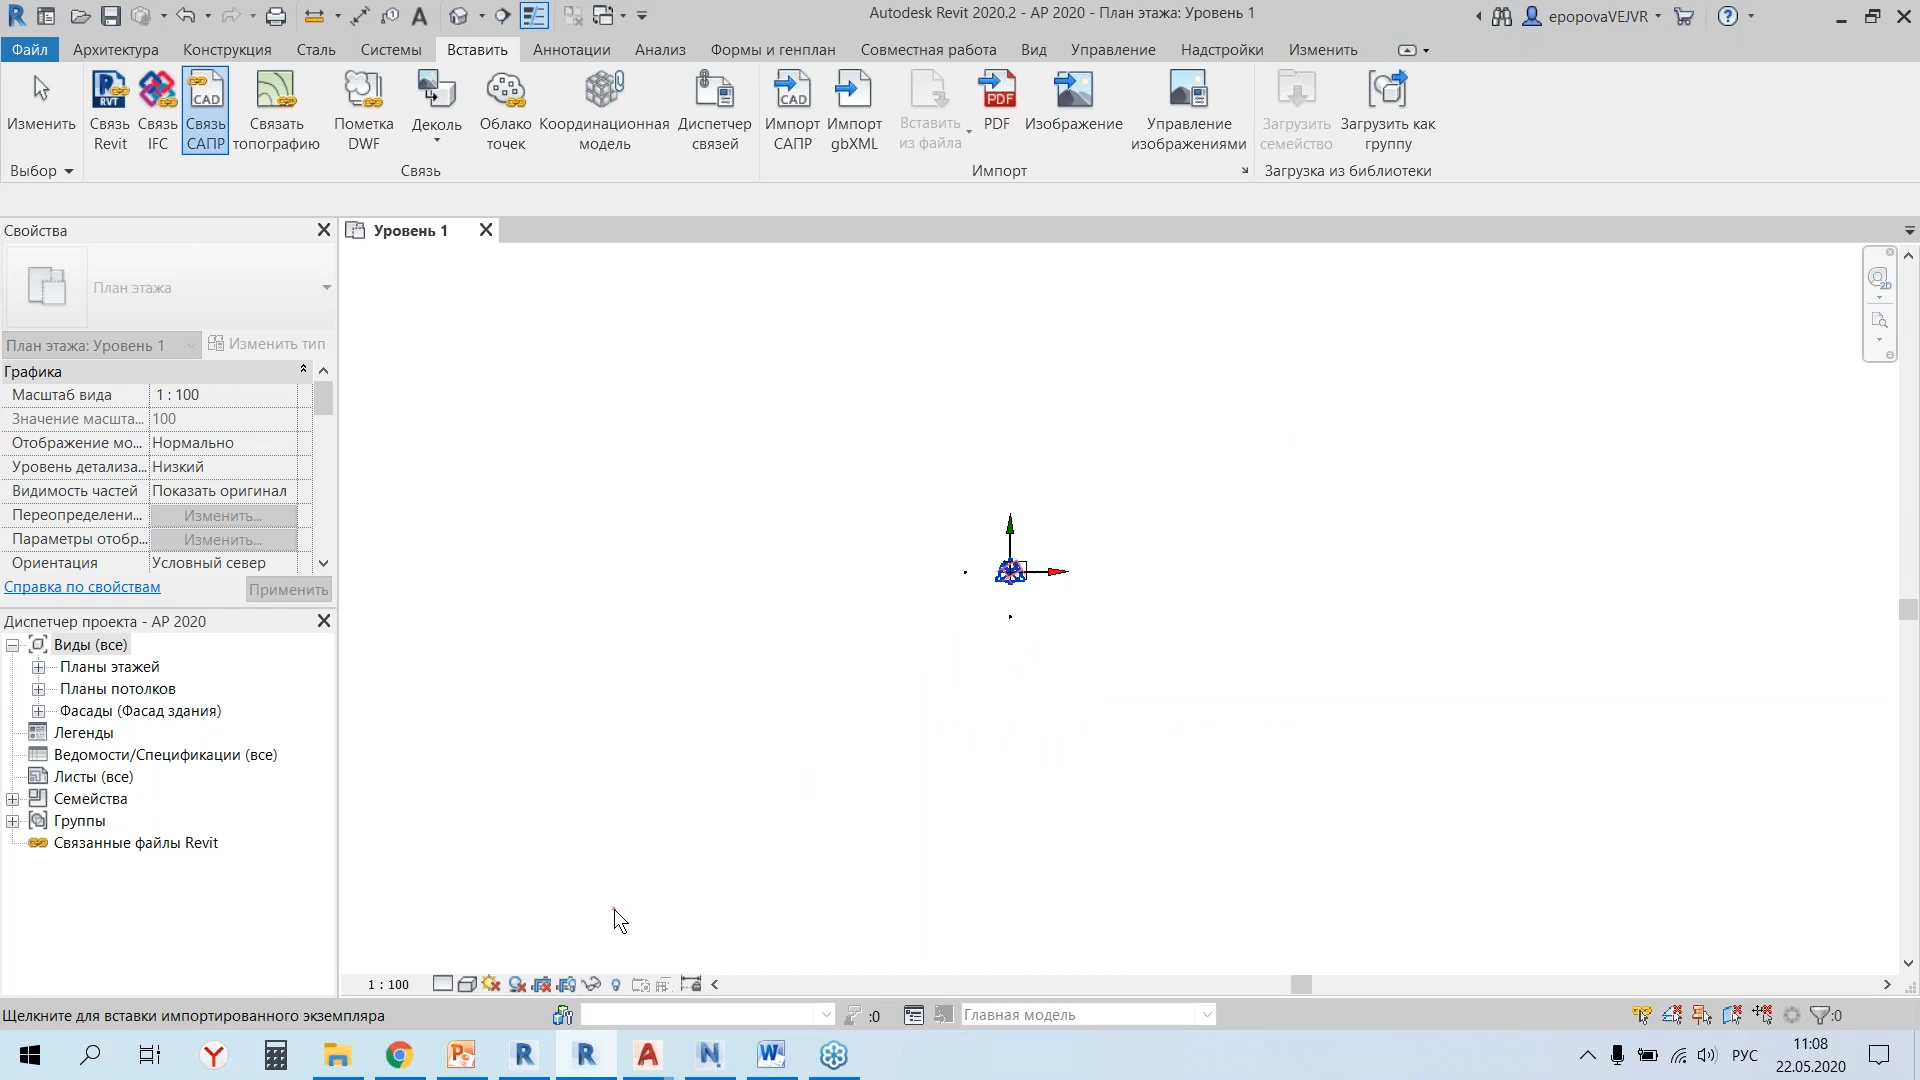 Autodesk Revit 2020.2 - АР 2020 - План этажа: Уровень 1
epopovaVEJVR
Файл Архитектура Конструкция Сталь Системы Вставить Аннотации Анализ Формы и генплан Совместная работа Вид Управление Надстройки Изменить
Изменить
Связь Revit
Связь IFC
Связь САПР
Связать топографию
Пометка DWF
Деколь
Облако точек
Координационная модель
Диспетчер связей
Импорт САПР
Импорт gbXML
Вставить из файла
PDF
Изображение
Управление изображениями
Загрузить семейство
Загрузить как группу
Выбор
Связь
Импорт
Загрузка из библиотеки
Свойства
Уровень 1
План этажа
План этажа: Уровень 1
Изменить тип
Графика
Масштаб вида 1 : 100
Значение масшта... 100
Отображение мо... Нормально
Уровень детализа... Низкий
Видимость частей Показать оригинал
Переопределени... Изменить...
Параметры отобр... Изменить...
Ориентация Условный север
Справка по свойствам
Применить
Диспетчер проекта - АР 2020
Виды (все)
Планы этажей
Планы потолков
Фасады (Фасад здания)
Легенды
Ведомости/Спецификации (все)
Листы (все)
Семейства
Группы
Связанные файлы Revit
1 : 100
Щелкните для вставки импортированного экземпляра
:0
Главная модель
:0
РУС
11:08
22.05.2020